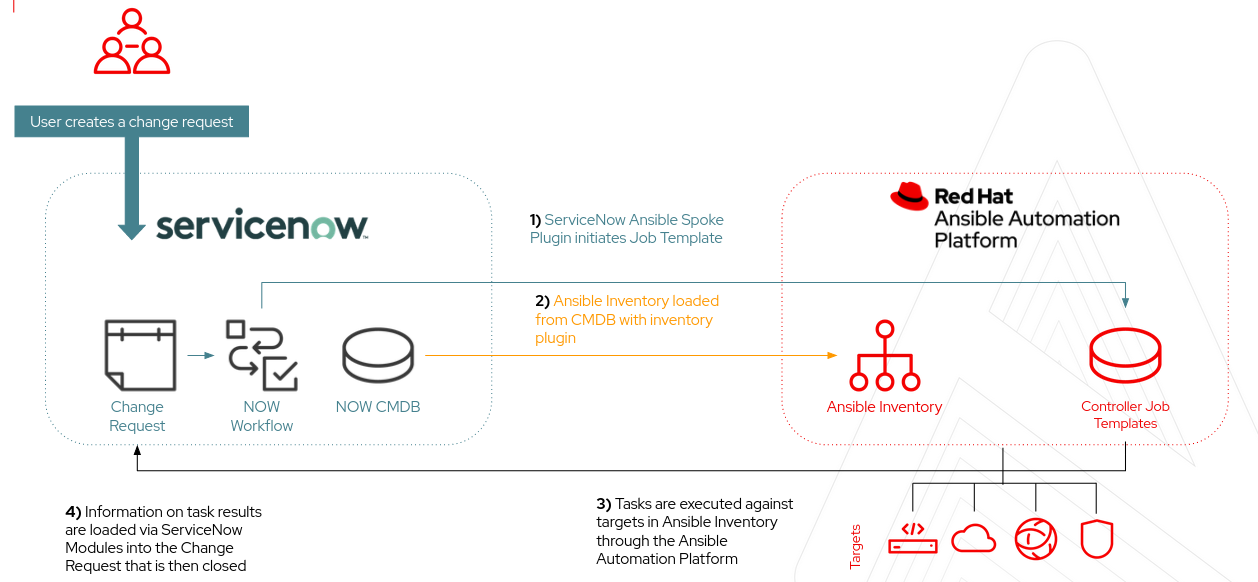 User creates a change request
servicenow™
Red Hat
Ansible Automation
Platform
1) ServiceNow Ansible Spoke
Plugin initiates Job Template
2) Ansible Inventory loaded
from CMDB with inventory
plugin
Change
Request
NOW
Workflow
NOW CMDB
Ansible Inventory
Controller Job
Templates
4) Information on task results
are loaded via ServiceNow
Modules into the Change
Request that is then closed
3) Tasks are executed against
targets in Ansible Inventory
through the Ansible
Automation Platform
Targets
</>